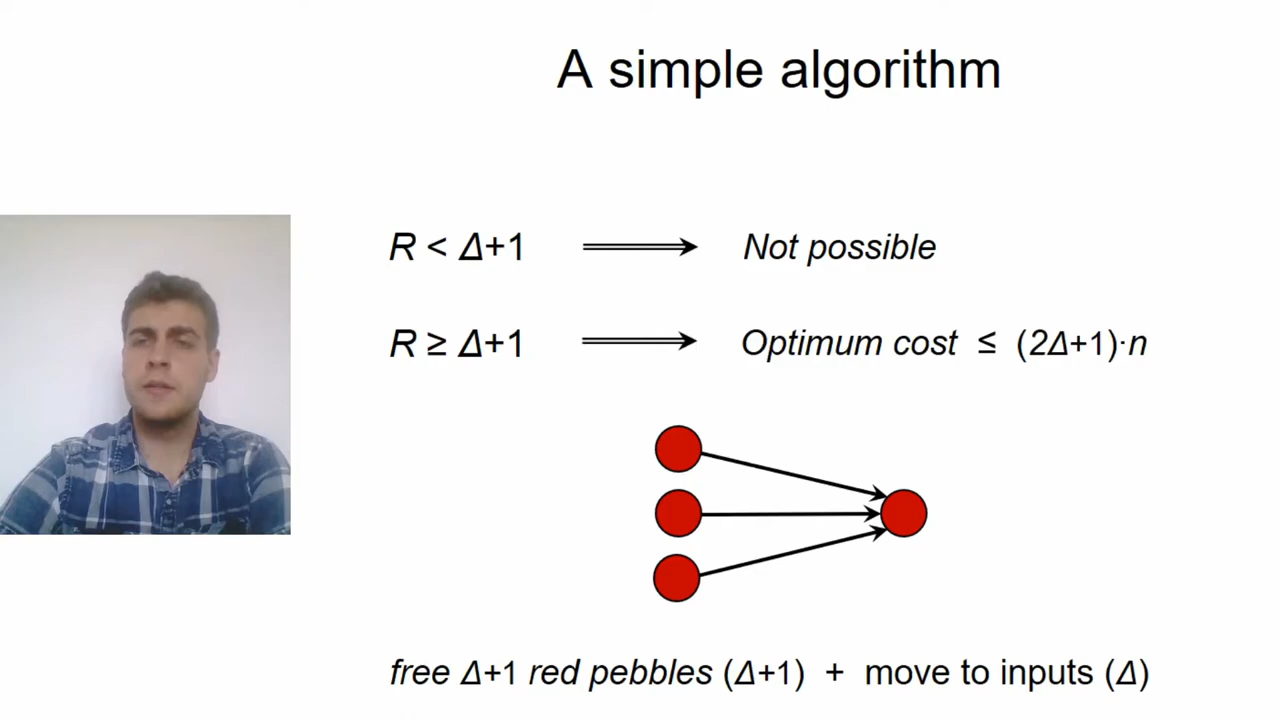 A simple algorithm
R < Δ+1 ⟹ Not possible
R ≥ Δ+1 ⟹ Optimum cost ≤ (2Δ+1)·n
free Δ+1 red pebbles (Δ+1) + move to inputs (Δ)